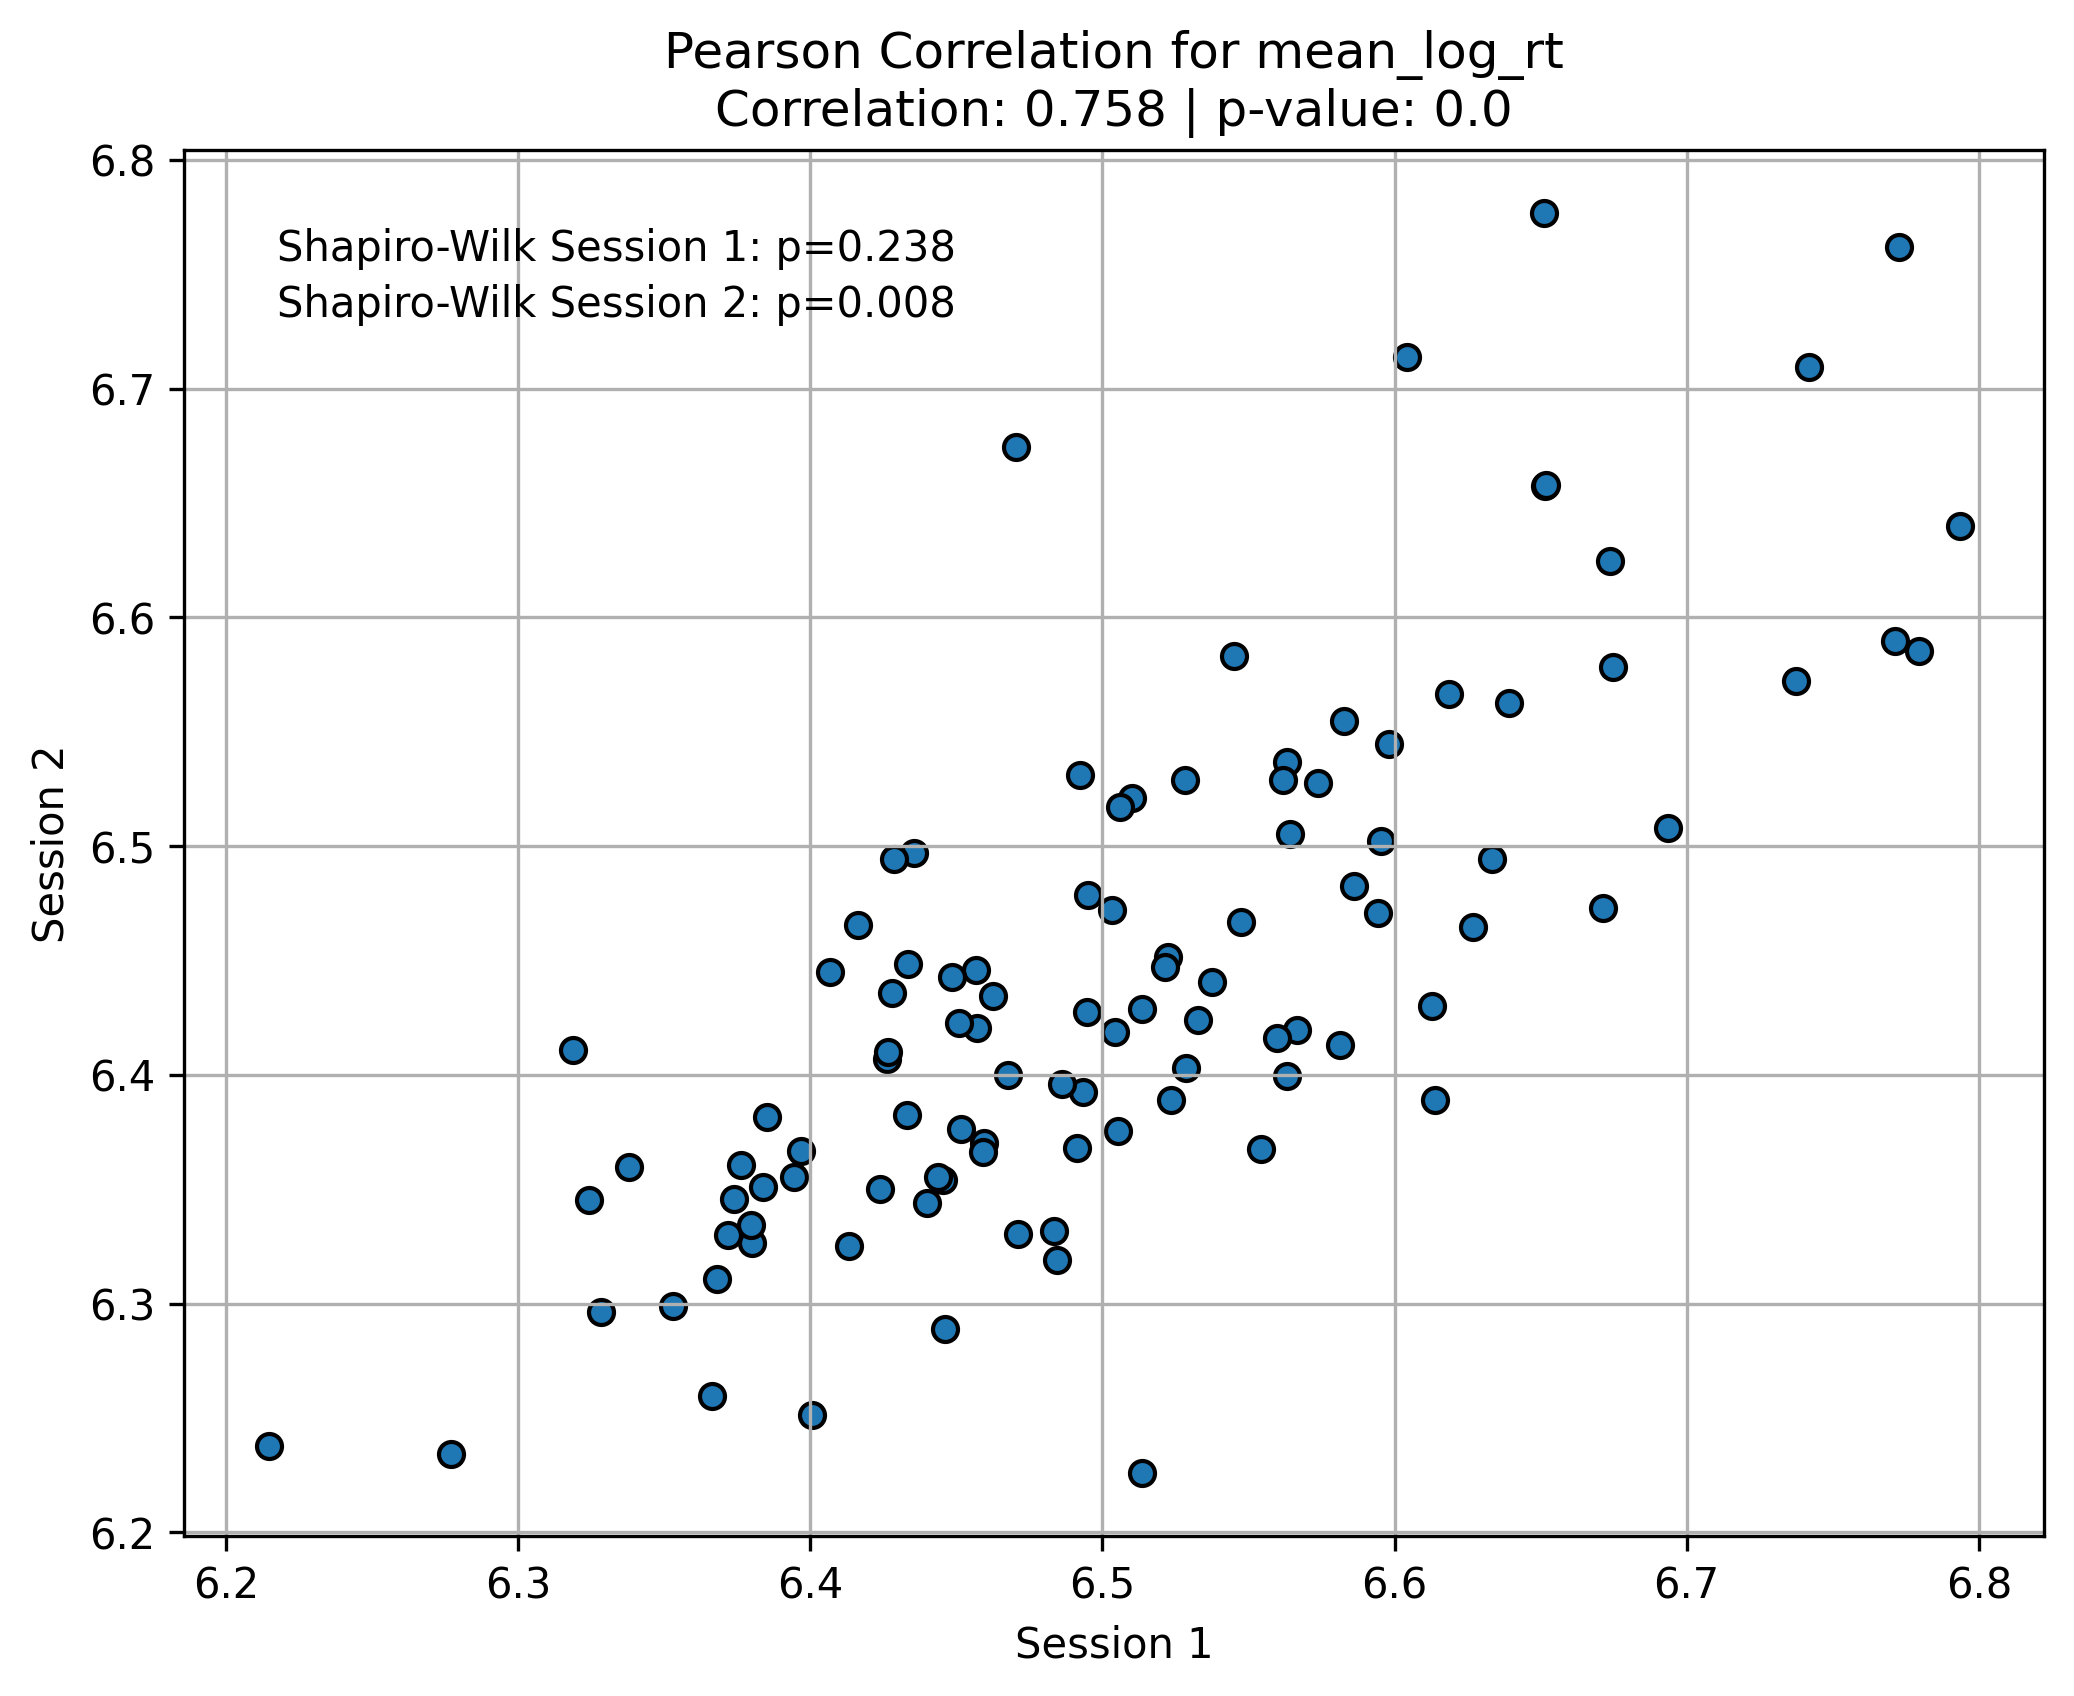 Pearson Correlation for mean_log_rt
Correlation: 0.758 | p-value: 0.0
6.8
Shapiro-Wilk Session 1: p=0.238
Shapiro-Wilk Session 2: p=0.008
6.7
6.6
6.5
6.4
6.3
6.2
Session 2
6.2 6.3 6.4 6.5 6.6 6.7 6.8
Session 1